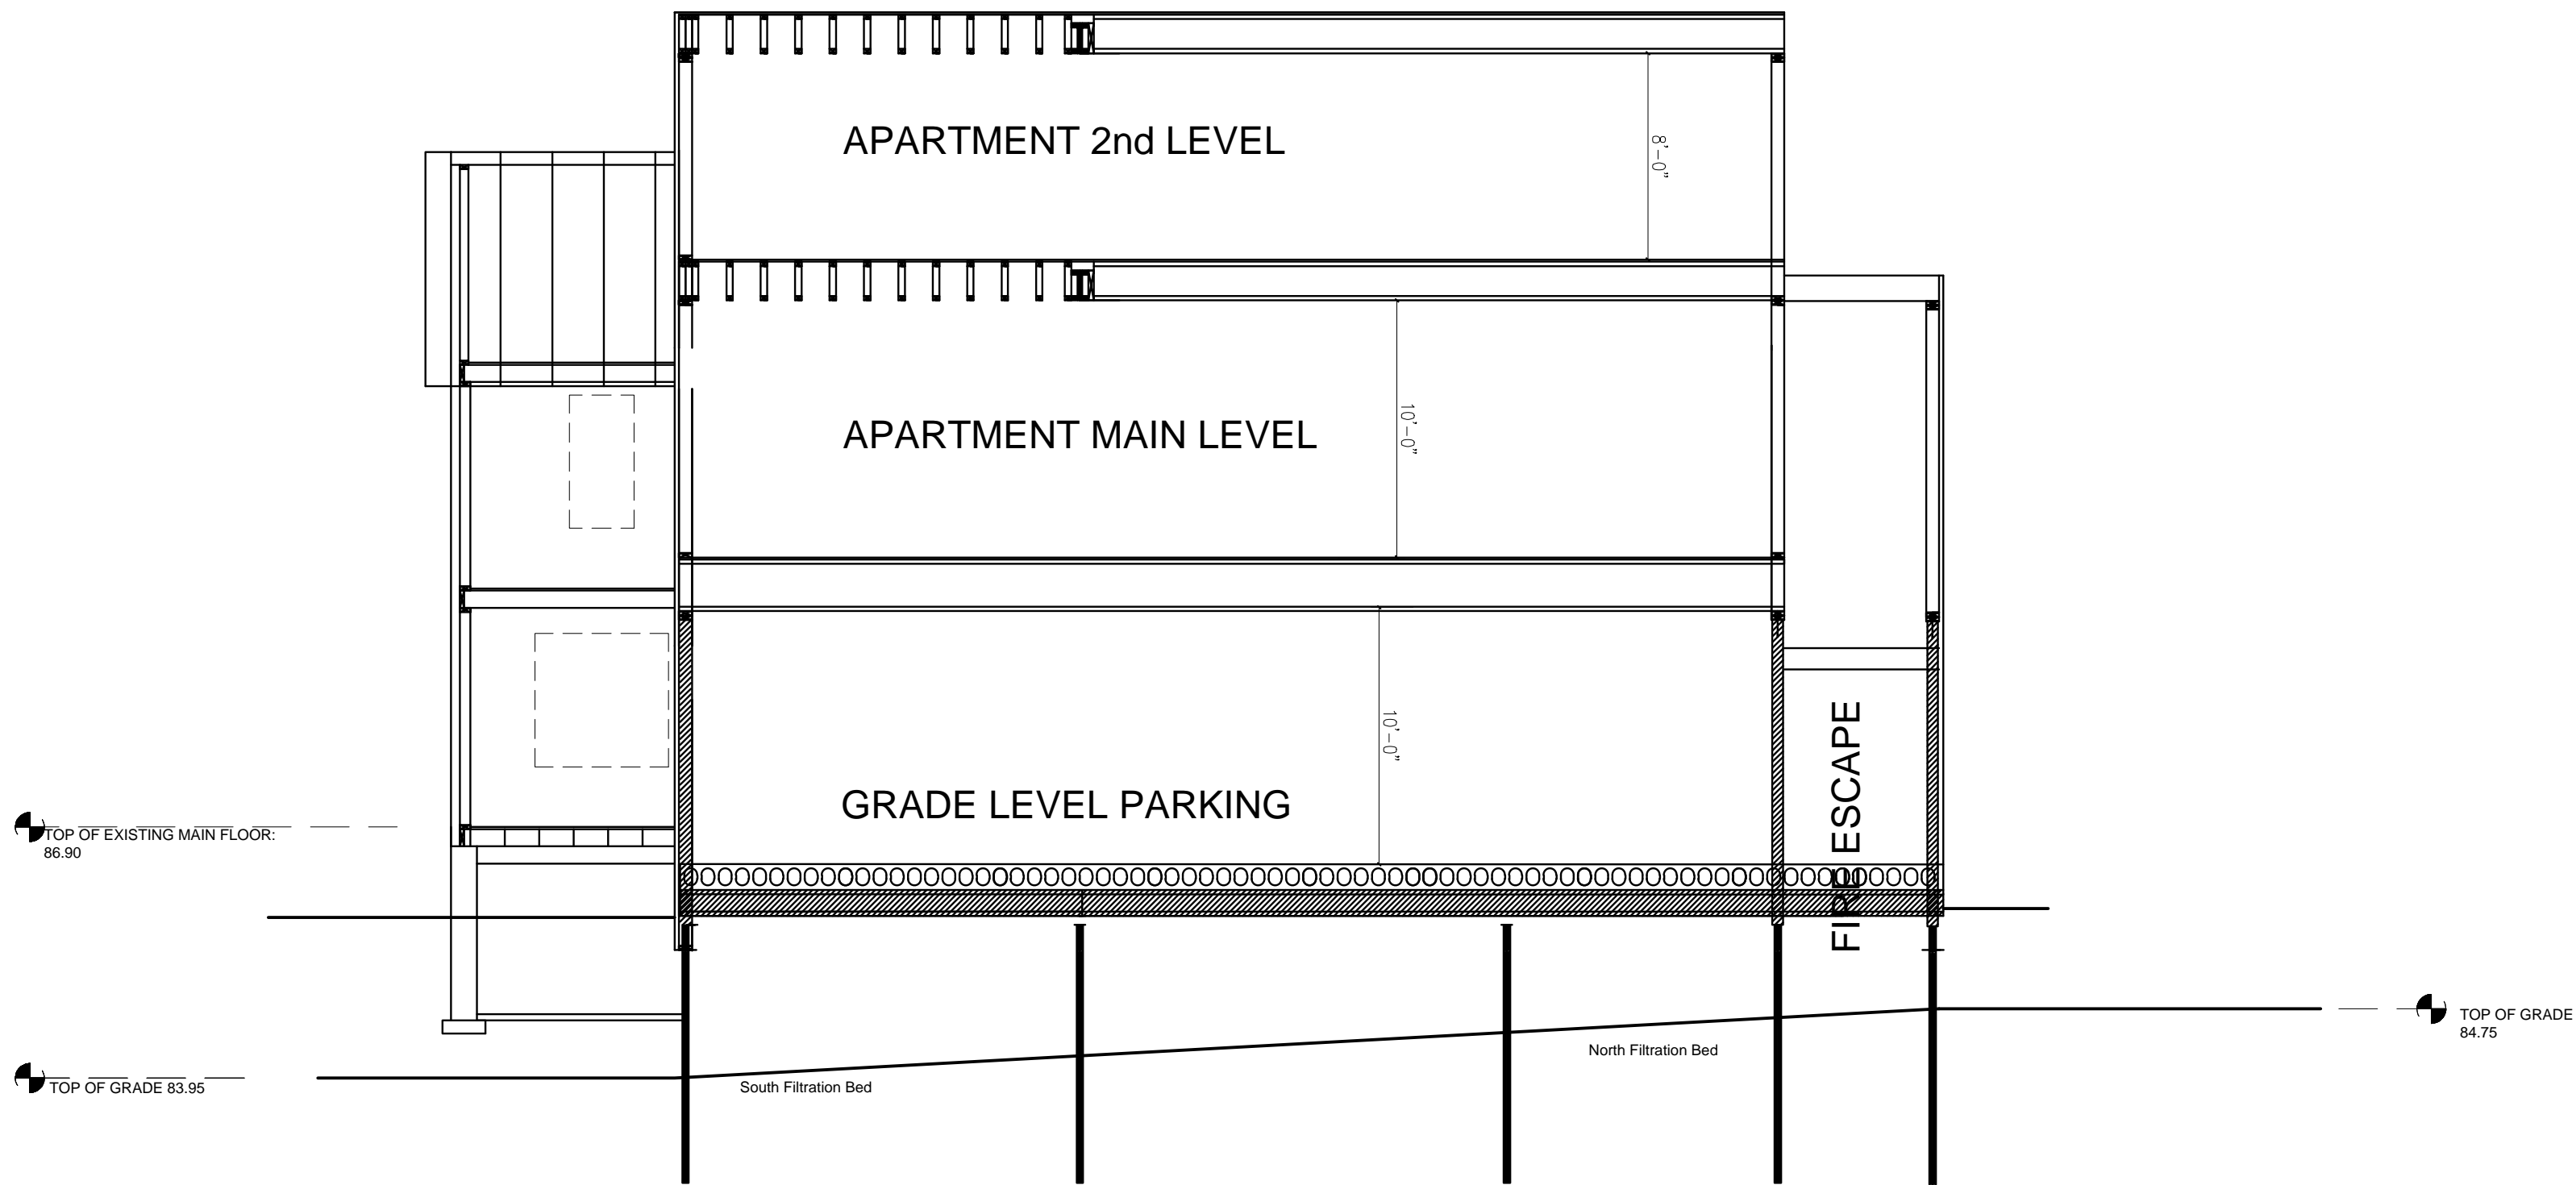 APARTMENT 2nd LEVEL
8'-0"
APARTMENT MAIN LEVEL
10'-0"
10'-0"
GRADE LEVEL PARKING
FIRE ESCAPE
TOP OF EXISTING MAIN FLOOR:
86.90
TOP OF GRADE
84.75
North Filtration Bed
South Filtration Bed
TOP OF GRADE 83.95